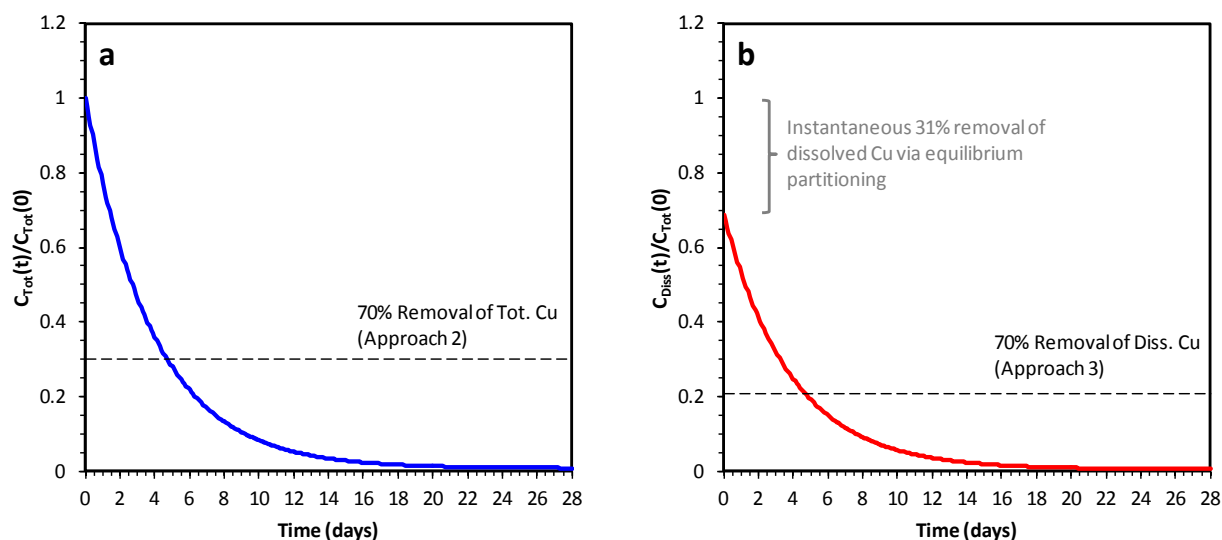 a
1.2
1
0.8
0.6
0.4
0.2
0
C_Tot(t)/C_Tot(0)
70% Removal of Tot. Cu
(Approach 2)
0 2 4 6 8 10 12 14 16 18 20 22 24 26 28
Time (days)
b
1.2
1
0.8
0.6
0.4
0.2
0
C_Diss(t)/C_Tot(0)
Instantaneous 31% removal of
dissolved Cu via equilibrium
partitioning
70% Removal of Diss. Cu
(Approach 3)
0 2 4 6 8 10 12 14 16 18 20 22 24 26 28
Time (days)